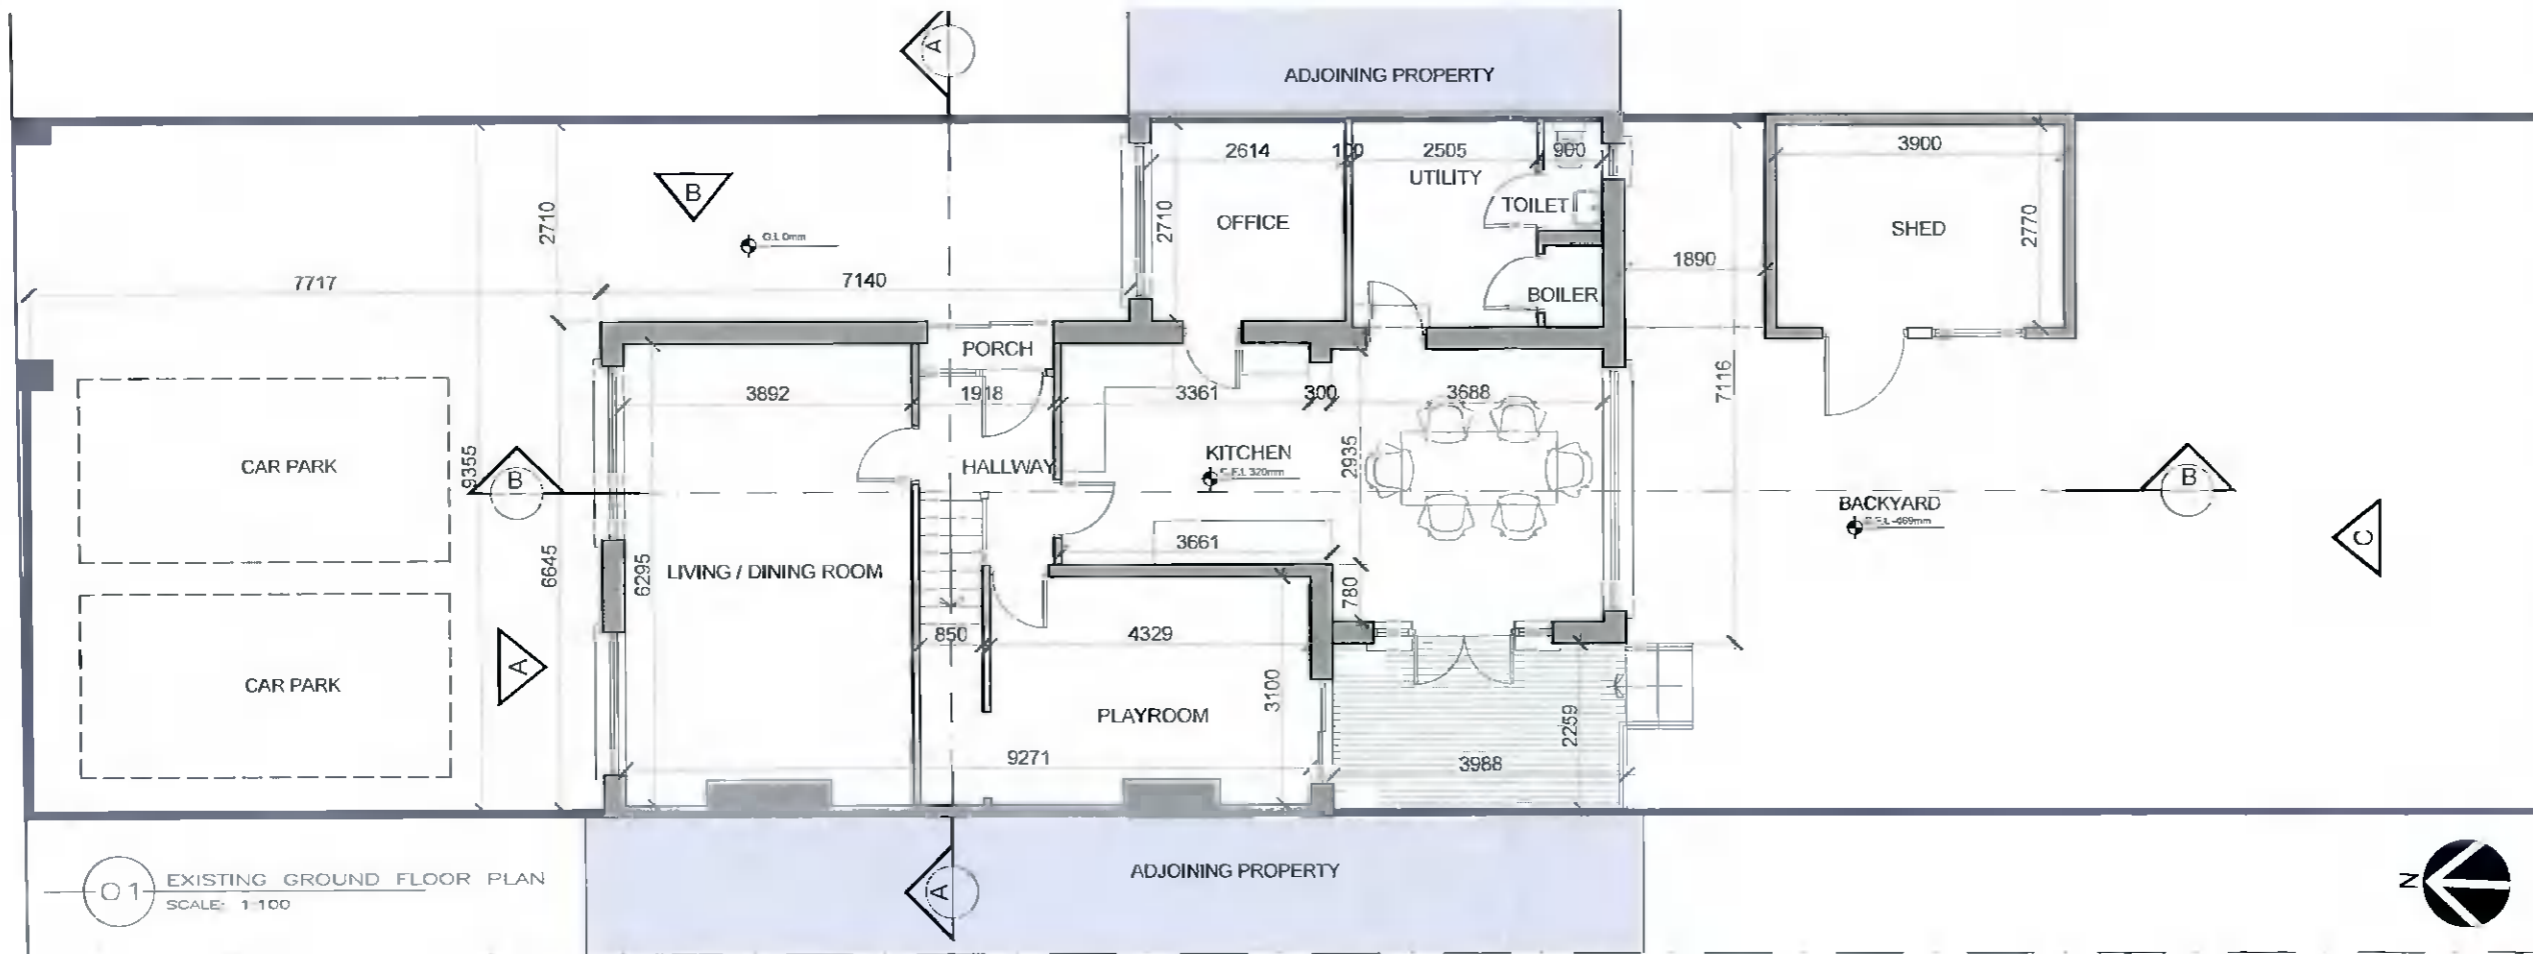 A
ADJOINING PROPERTY
2614
100
2505
900
3900
UTILITY
B
TOILET
2710
2710
OFFICE
SHED
2770
G.L 0mm
1890
7717
7140
BOILER
PORCH
3892
1918
3361
300
3688
7116
9355
CAR PARK
B
HALLWAY
KITCHEN
2935
B
BACKYARD
3661
C
6645
6295
LIVING / DINING ROOM
780
850
4329
A
CAR PARK
3100
PLAYROOM
2259
9271
3988
01
EXISTING GROUND FLOOR PLAN
SCALE: 1:100
A
ADJOINING PROPERTY
N